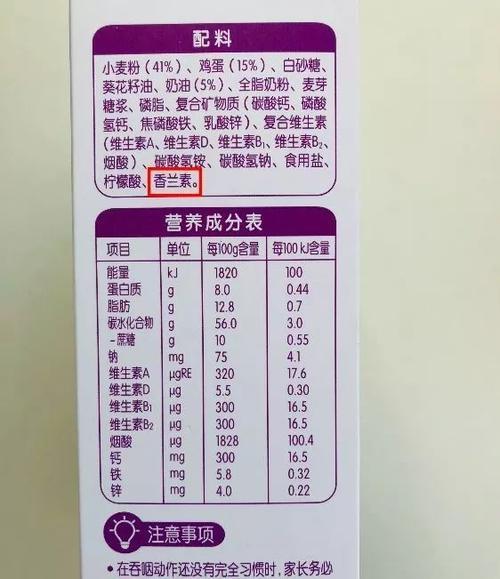 配料
小麦粉（41%）、鸡蛋（15%）、白砂糖、
葵花籽油、奶油（5%）、全脂奶粉、麦芽
糖浆、磷脂、复合矿物质（碳酸钙、磷酸
氢钙、焦磷酸铁、乳酸锌）、复合维生素
（维生素A、维生素D、维生素B₁、维生素B₂、
烟酸）、碳酸氢铵、碳酸氢钠、食用盐、
柠檬酸、香兰素。
营养成分表
项目 单位 每100g含量 每100 kJ含量
能量 kJ 1820 100
蛋白质 g 8.0 0.44
脂肪 g 12.8 0.7
碳水化合物 g 56.0 3.0
-蔗糖 g 10 0.55
钠 mg 75 4.1
维生素A μgRE 320 17.6
维生素D μg 5.5 0.30
维生素B₁ μg 300 16.5
维生素B₂ μg 300 16.5
烟酸 μg 1828 100.4
钙 mg 300 16.5
铁 mg 5.8 0.32
锌 mg 4.0 0.22
注意事项
• 在吞咽动作还没有完全习惯时，家长务必